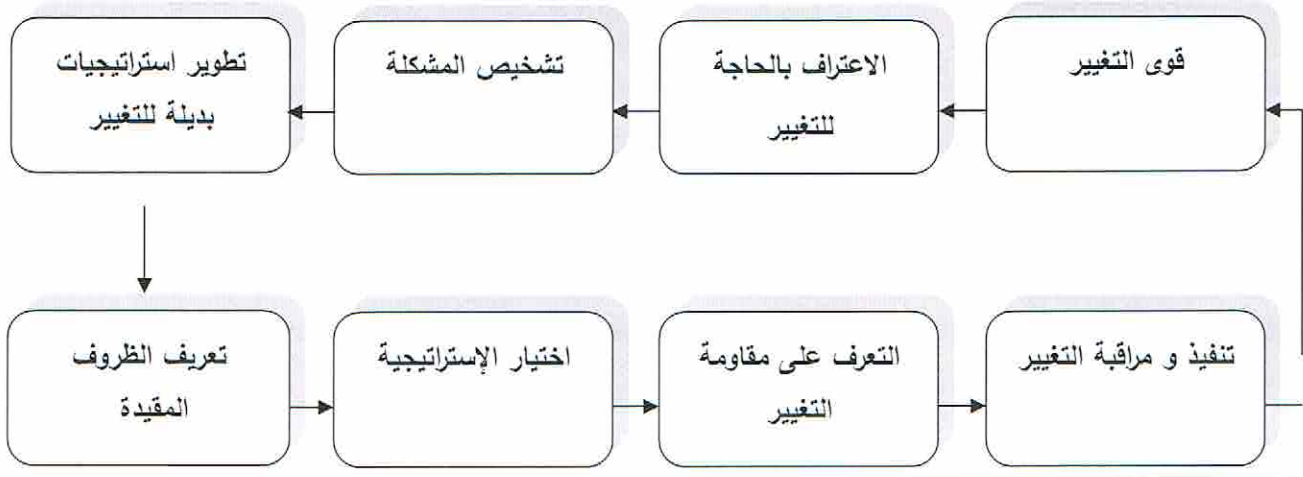 قوى التغيير
الاعتراف بالحاجة
للتغيير
تشخيص المشكلة
تطوير استراتيجيات
بديلة للتغيير
تعريف الظروف
المقيدة
اختيار الإستراتيجية
التعرف على مقاومة
التغيير
تنفيذ و مراقبة التغيير